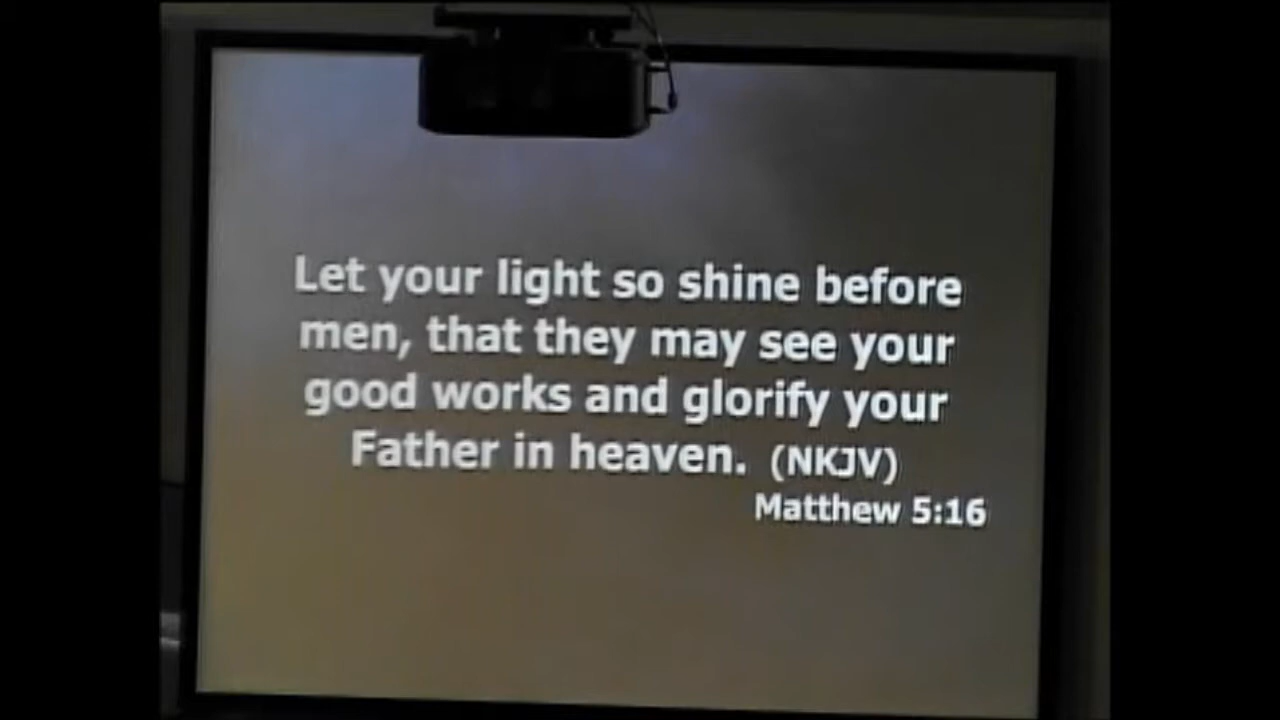 Let your light so shine before
men, that they may see your
good works and glorify your
Father in heaven. (NKJV)
Matthew 5:16